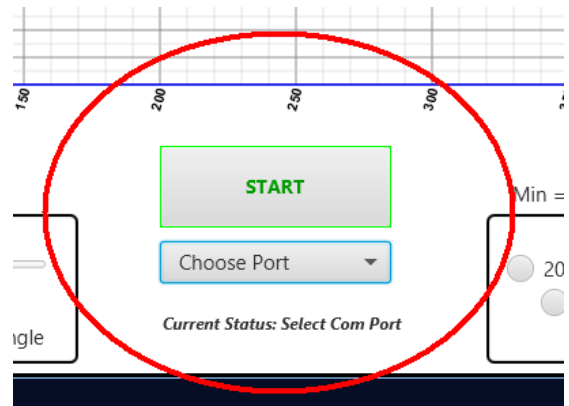 150 200 250 300
START
Min =
Choose Port
20
Current Status: Select Com Port
ngle